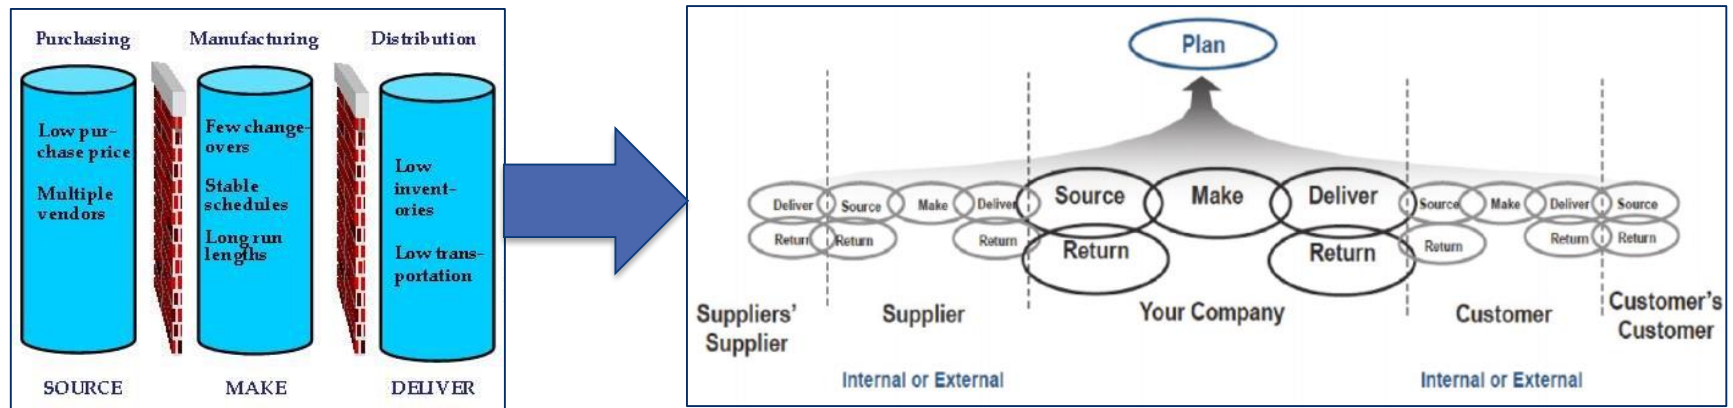 Purchasing
Manufacturing
Distribution
Low pur-
chase price
Multiple
vendors
Few change-
overs
Stable
schedules
Long run
lengths
Low
invent-
ories
Low trans-
portation
SOURCE
MAKE
DELIVER
Plan
Deliver
Source
Make
Deliver
Source
Make
Deliver
Source
Make
Deliver
Source
Return
Return
Return
Return
Return
Return
Return
Return
Suppliers'
Supplier
Supplier
Your Company
Customer
Customer's
Customer
Internal or External
Internal or External